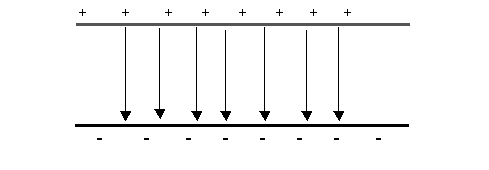 + + + + + + + +
- - - - - - - -